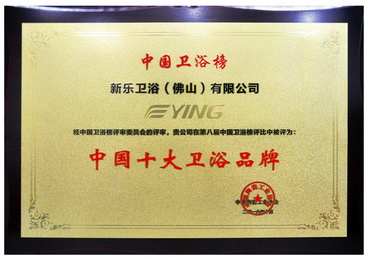 中国卫浴榜
新乐卫浴（佛山）有限公司
EYING
经中国卫浴榜评审委员会的评审，贵公司在第八届中国卫浴榜评比中被评为：
中国十大卫浴品牌